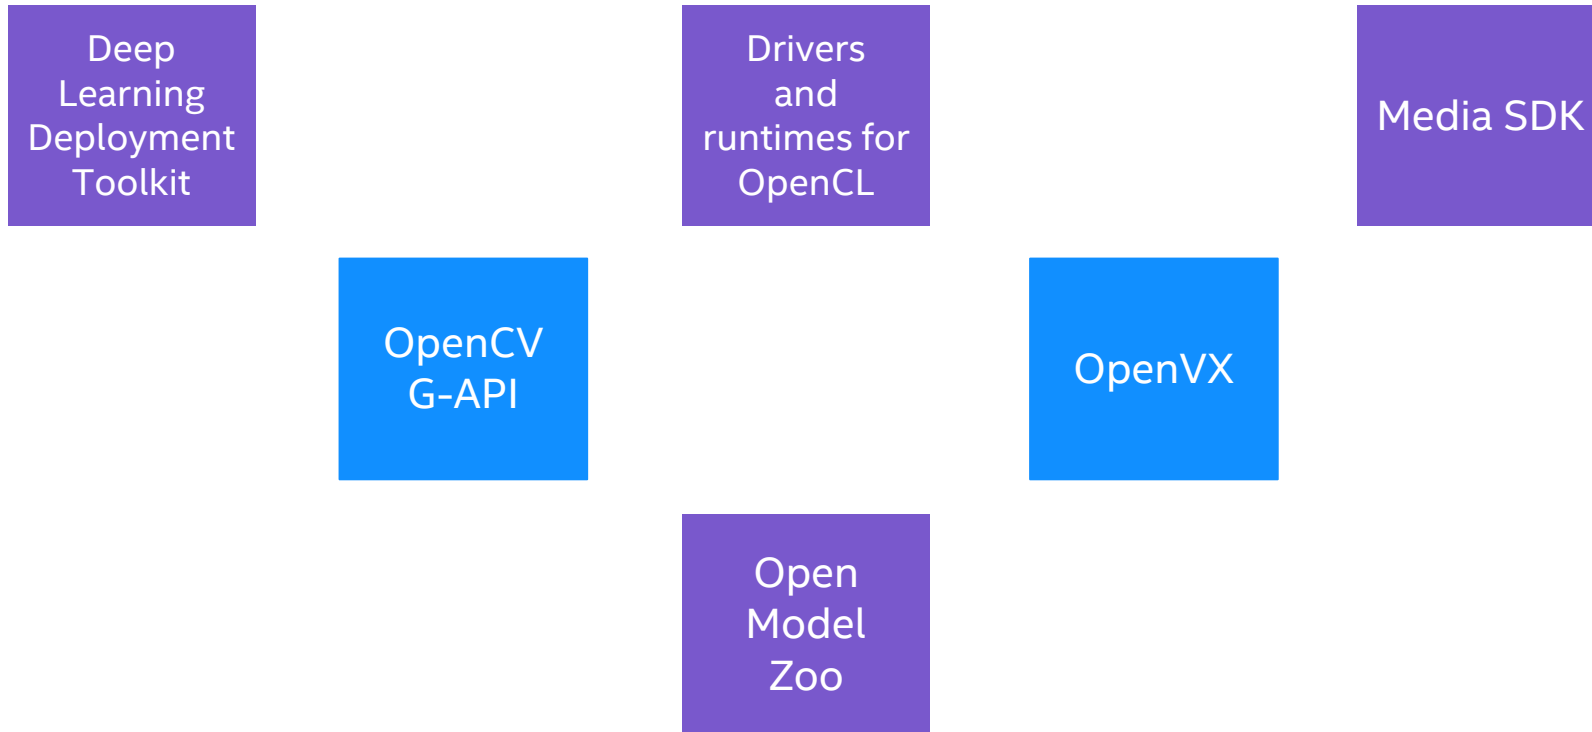 Deep
Learning
Deployment
Toolkit
Drivers
and
runtimes for
OpenCL
Media SDK
OpenCV
G-API
OpenVX
Open
Model
Zoo